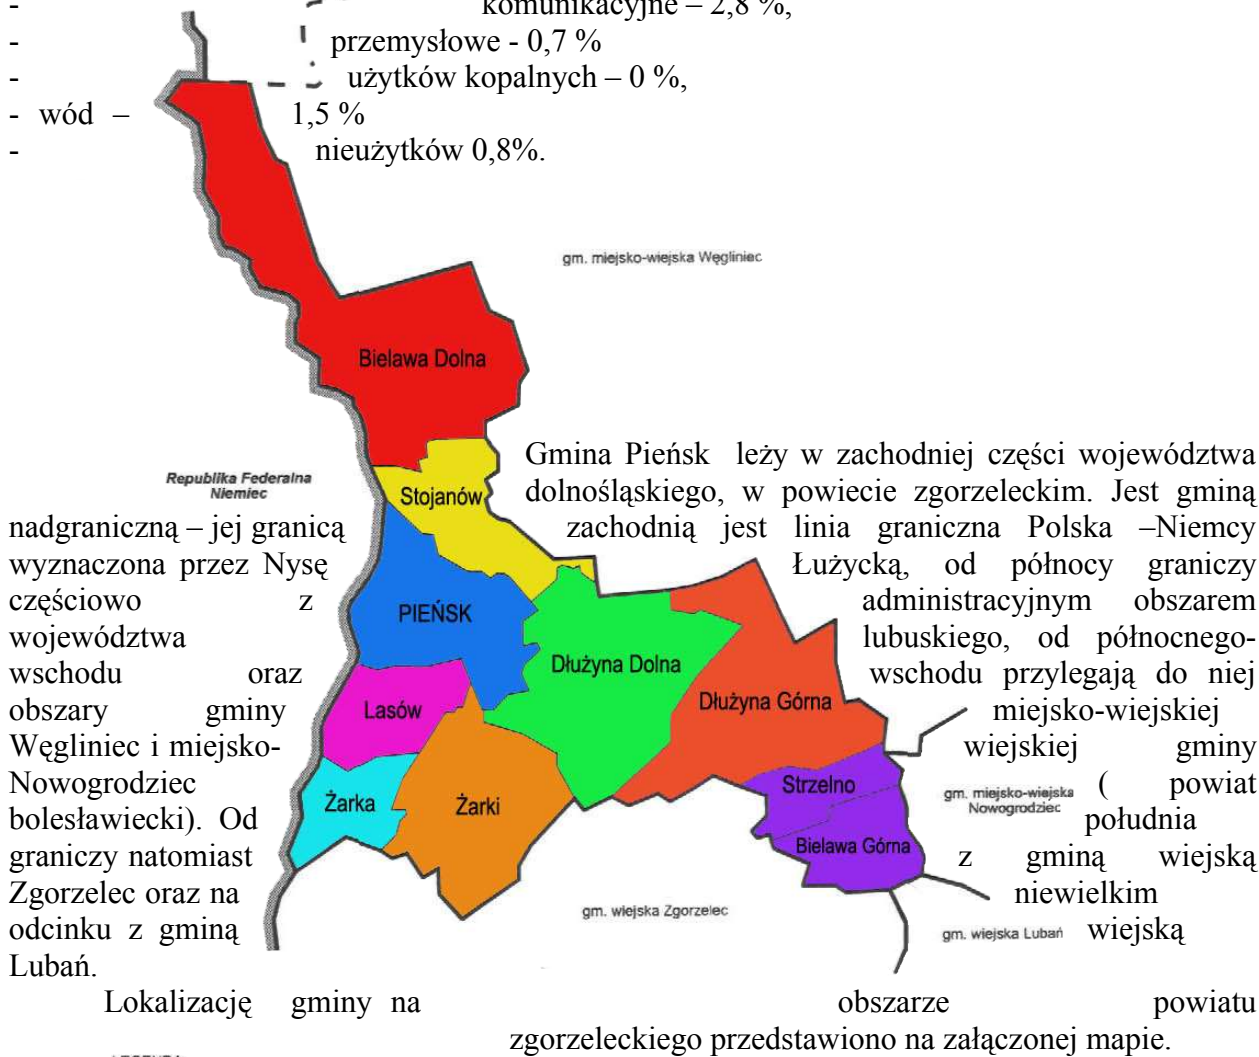 - komunikacyjne – 2,8 %,
- przemysłowe - 0,7 %
- użytków kopalnych – 0 %,
- wód – 1,5 %
- nieużytków 0,8%.
gm. miejsko-wiejska Węgliniec
Bielawa Dolna
Republika Federalna
Niemiec
Stojanów
PIEŃSK
Dłużyna Dolna
Lasów
Dłużyna Górna
Żarka
Żarki
Strzelno
Bielawa Górna
gm. miejsko-wiejska
Nowogrodziec
gm. wiejska Zgorzelec
gm. wiejska Lubań
Gmina Pieńsk leży w zachodniej części województwa
dolnośląskiego, w powiecie zgorzeleckim. Jest gminą
nadgraniczną – jej granicą zachodnią jest linia graniczna Polska –Niemcy
wyznaczona przez Nysę Łużycką, od północy graniczy
częściowo z administracyjnym obszarem
województwa lubuskiego, od północnego-
wschodu oraz wschodu przylegają do niej
obszary gminy miejsko-wiejskiej
Węgliniec i miejsko- wiejskiej gminy
Nowogrodziec ( powiat
bolesławiecki). Od południa
graniczy natomiast z gminą wiejską
Zgorzelec oraz na niewielkim
odcinku z gminą wiejską
Lubań.
Lokalizację gminy na obszarze powiatu
zgorzeleckiego przedstawiono na załączonej mapie.